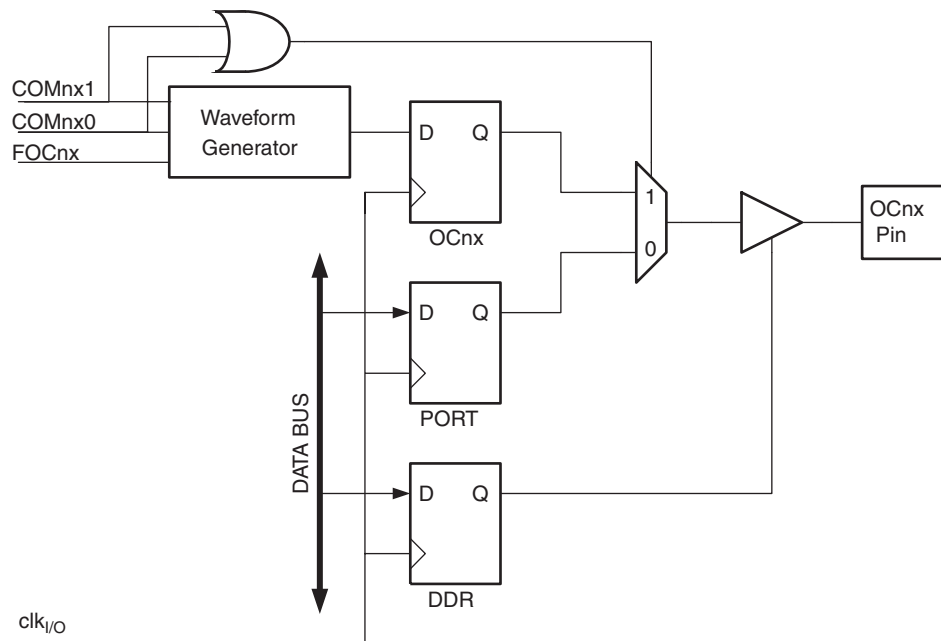 COMnx1
COMnx0
FOCnx
Waveform
Generator
D Q
OCnx
1
0
OCnx
Pin
D Q
PORT
DATA BUS
D Q
DDR
clkI/O